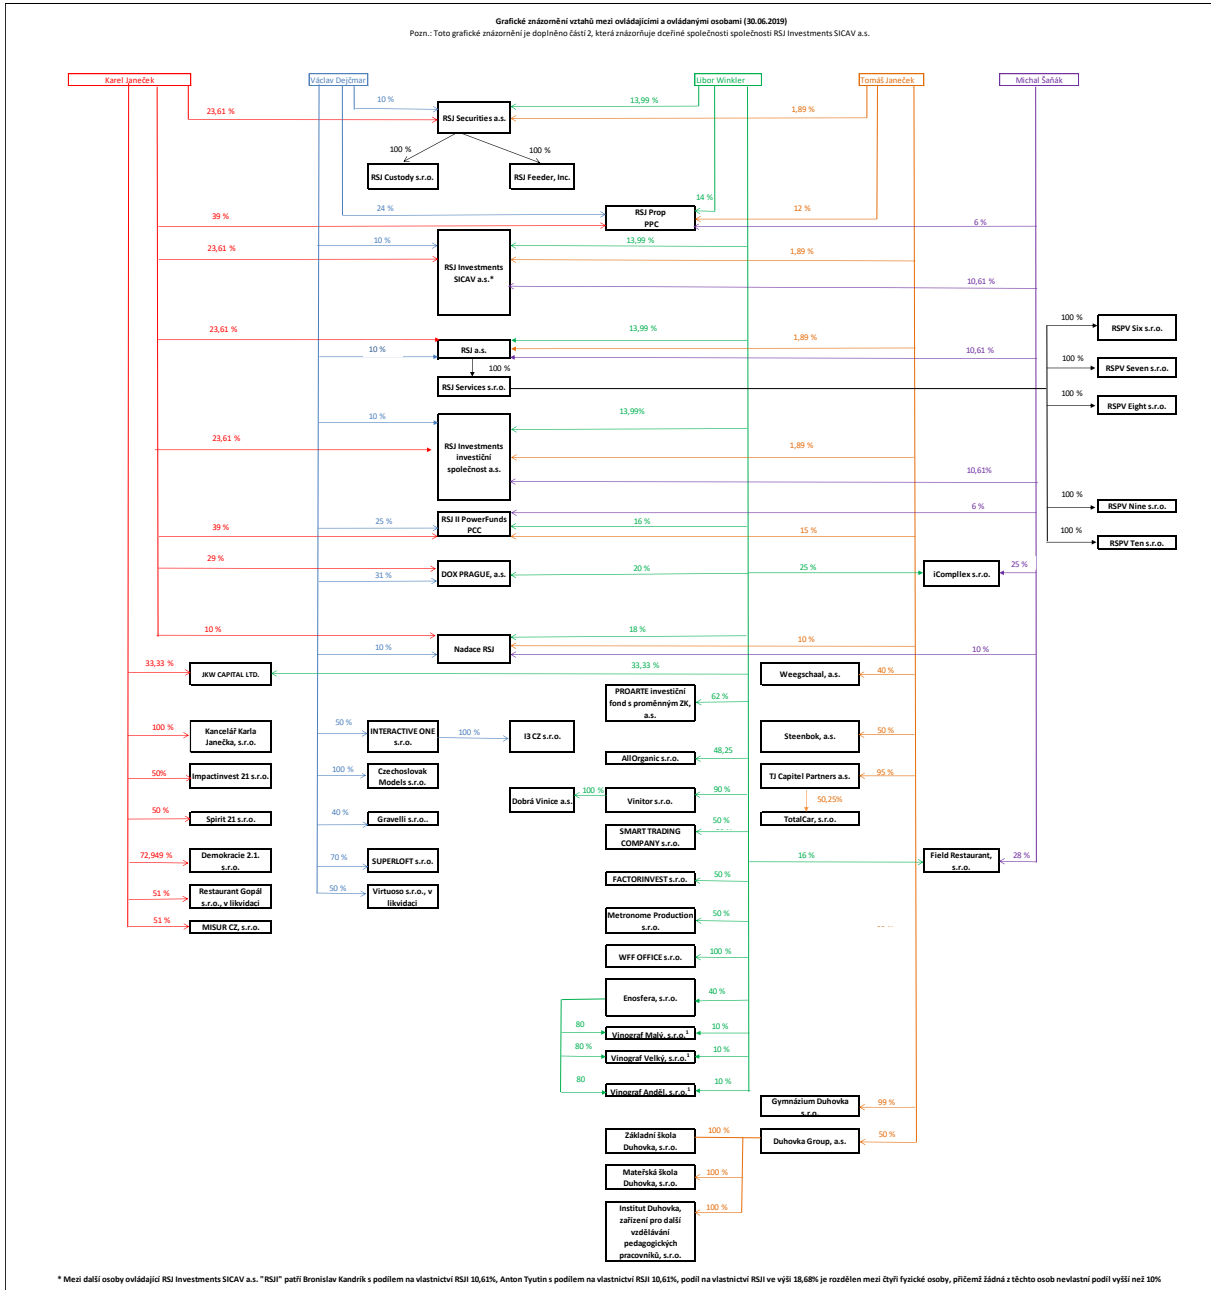 Grafické znázornění vztahů mezi ovládajícími a ovládanými osobami (30.06.2019)
Pozn.: Toto grafické znázornění je doplněno částí 2, která znázorňuje dceřiné společnosti společnosti RSJ Investments SICAV a.s.
Karel Janeček
Václav Dejčmar
Libor Winkler
Tomáš Janeček
Michal Šaňák
10 %
13,99 %
23,61 %
1,89 %
RSJ Securities a.s.
100 %
100 %
RSJ Custody s.r.o.
RSJ Feeder, Inc.
14 %
24 %
12 %
39 %
6 %
RSJ Prop
PPC
10 %
13,99 %
23,61 %
1,89 %
10,61 %
RSJ Investments
SICAV a.s.*
23,61 %
13,99 %
1,89 %
10 %
10,61 %
RSJ a.s.
100 %
RSJ Services s.r.o.
100 %
RSPV Six s.r.o.
100 %
RSPV Seven s.r.o.
100 %
RSPV Eight s.r.o.
10 %
13,99%
23,61 %
1,89 %
10,61%
RSJ Investments
investiční
společnost a.s.
100 %
RSPV Nine s.r.o.
100 %
RSPV Ten s.r.o.
6 %
25 %
16 %
39 %
15 %
RSJ II PowerFunds
PCC
29 %
31 %
20 %
DOX PRAGUE, a.s.
25 %
25 %
iCompllex s.r.o.
10 %
18 %
10 %
10 %
10 %
Nadace RSJ
33,33 %
JKW CAPITAL LTD.
33,33 %
Weegschaal, a.s.
40 %
PROARTE investiční
fond s proměnným ZK,
a.s.
62 %
100 %
Kancelář Karla
Janečka, s.r.o.
50 %
INTERACTIVE ONE
s.r.o.
100 %
I3 CZ s.r.o.
Steenbok, a.s.
50 %
AllOrganic s.r.o.
48,25
50%
Impactinvest 21 s.r.o.
100 %
Czechoslovak
Models s.r.o.
TJ Capitel Partners a.s.
95 %
Dobrá Vinice a.s.
100 %
Vinitor s.r.o.
90 %
50,25%
50 %
Spirit 21 s.r.o.
40 %
Gravelli s.r.o..
TotalCar, s.r.o.
SMART TRADING
COMPANY s.r.o.
50 %
72,949 %
Demokracie 2.1.
s.r.o.
70 %
SUPERLOFT s.r.o.
16 %
Field Restaurant,
s.r.o.
28 %
FACTORINVEST s.r.o.
50 %
51 %
Restaurant Gopál
s.r.o., v likvidaci
50 %
Virtuoso s.r.o., v
likvidaci
51 %
MISUR CZ, s.r.o.
Metronome Production
s.r.o.
50 %
WFF OFFICE s.r.o.
100 %
Enosfera, s.r.o.
40 %
80
Vinograf Malý, s.r.o.¹
10 %
80 %
Vinograf Velký, s.r.o.¹
10 %
80
Vinograf Anděl, s.r.o.¹
10 %
Gymnázium Duhovka
s.r.o.
99 %
Základní škola
Duhovka, s.r.o.
100 %
Duhovka Group, a.s.
50 %
Mateřská škola
Duhovka, s.r.o.
100 %
Institut Duhovka,
zařízení pro další
vzdělávání
pedagogických
pracovníků, s.r.o.
100 %
* Mezi další osoby ovládající RSJ Investments SICAV a.s. "RSJI" patří Bronislav Kandrík s podílem na vlastnictví RSJI 10,61%, Anton Tyutin s podílem na vlastnictví RSJI 10,61%, podíl na vlastnictví RSJI ve výši 18,68% je rozdělen mezi čtyři fyzické osoby, přičemž žádná z těchto osob nevlastní podíl vyšší než 10%